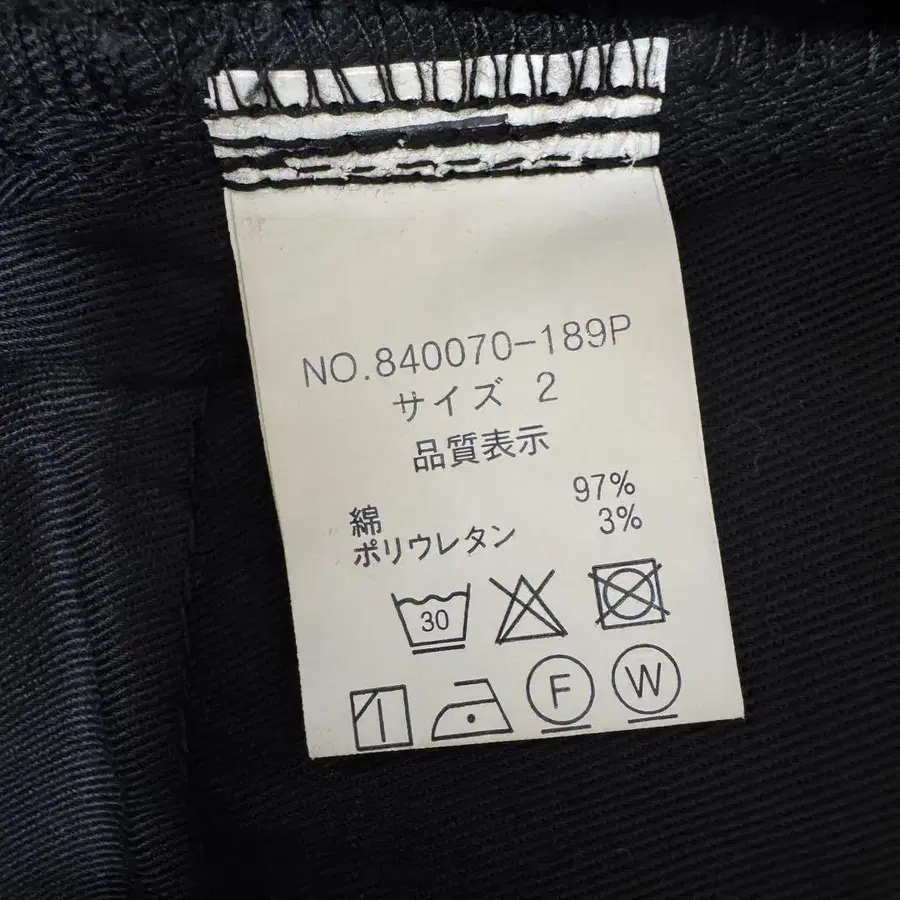 NO.840070-189P
サイズ 2
品質表示
綿 97%
ポリウレタン 3%
30
F W